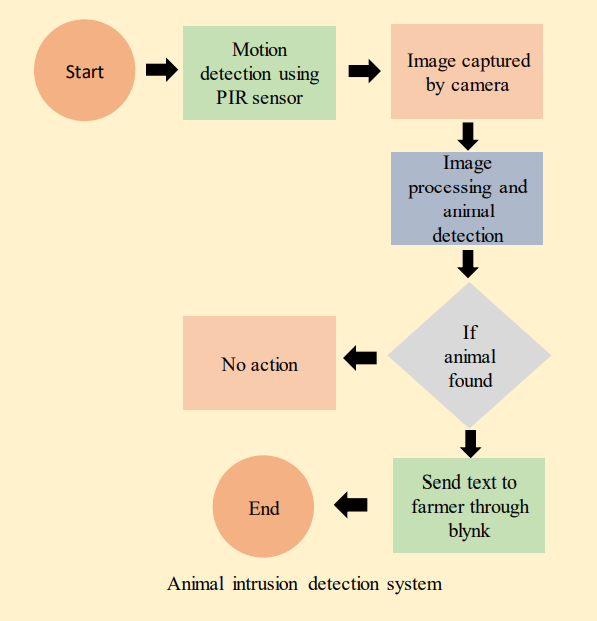 Start
Motion
detection using
PIR sensor
Image captured
by camera
Image
processing and
animal
detection
If
animal
found
No action
Send text to
farmer through
blynk
End
Animal intrusion detection system